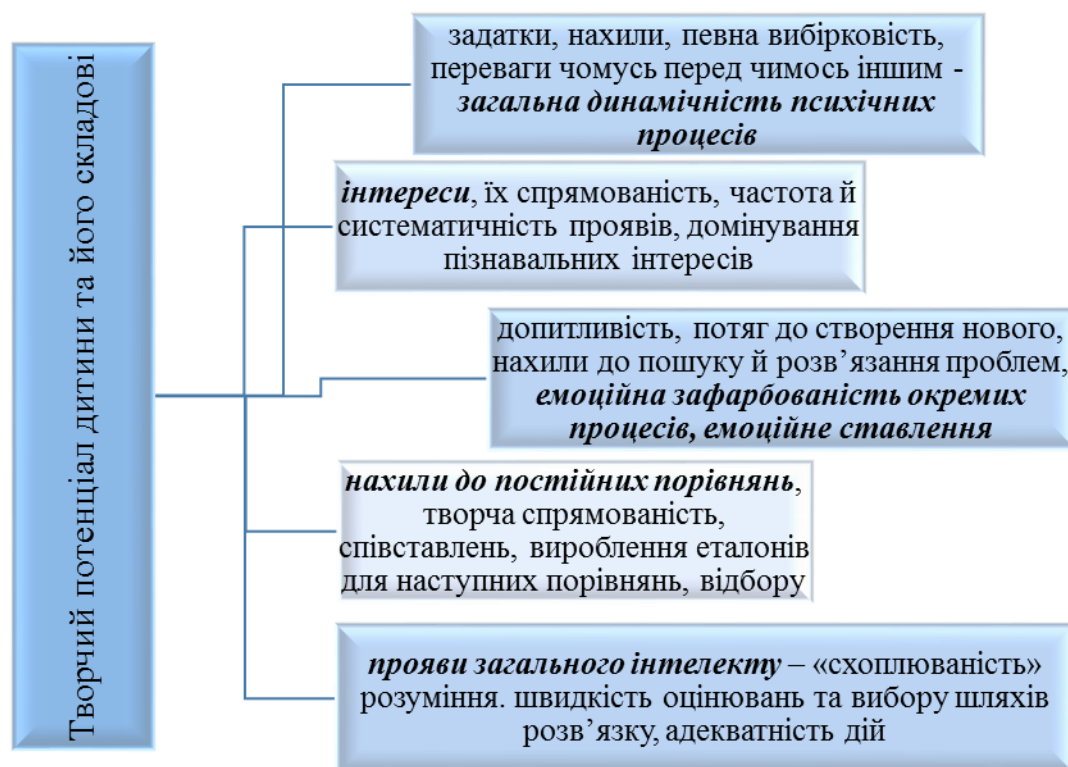 Творчий потенціал дитини та його складові
задатки, нахили, певна вибірковість,
переваги чомусь перед чимось іншим -
загальна динамічність психічних
процесів
інтереси, їх спрямованість, частота й
систематичність проявів, домінування
пізнавальних інтересів
допитливість, потяг до створення нового,
нахили до пошуку й розв’язання проблем,
емоційна зафарбованість окремих
процесів, емоційне ставлення
нахили до постійних порівнянь,
творча спрямованість,
співставлень, вироблення еталонів
для наступних порівнянь, відбору
прояви загального інтелекту – «схоплюваність»
розуміння. швидкість оцінювань та вибору шляхів
розв’язку, адекватність дій